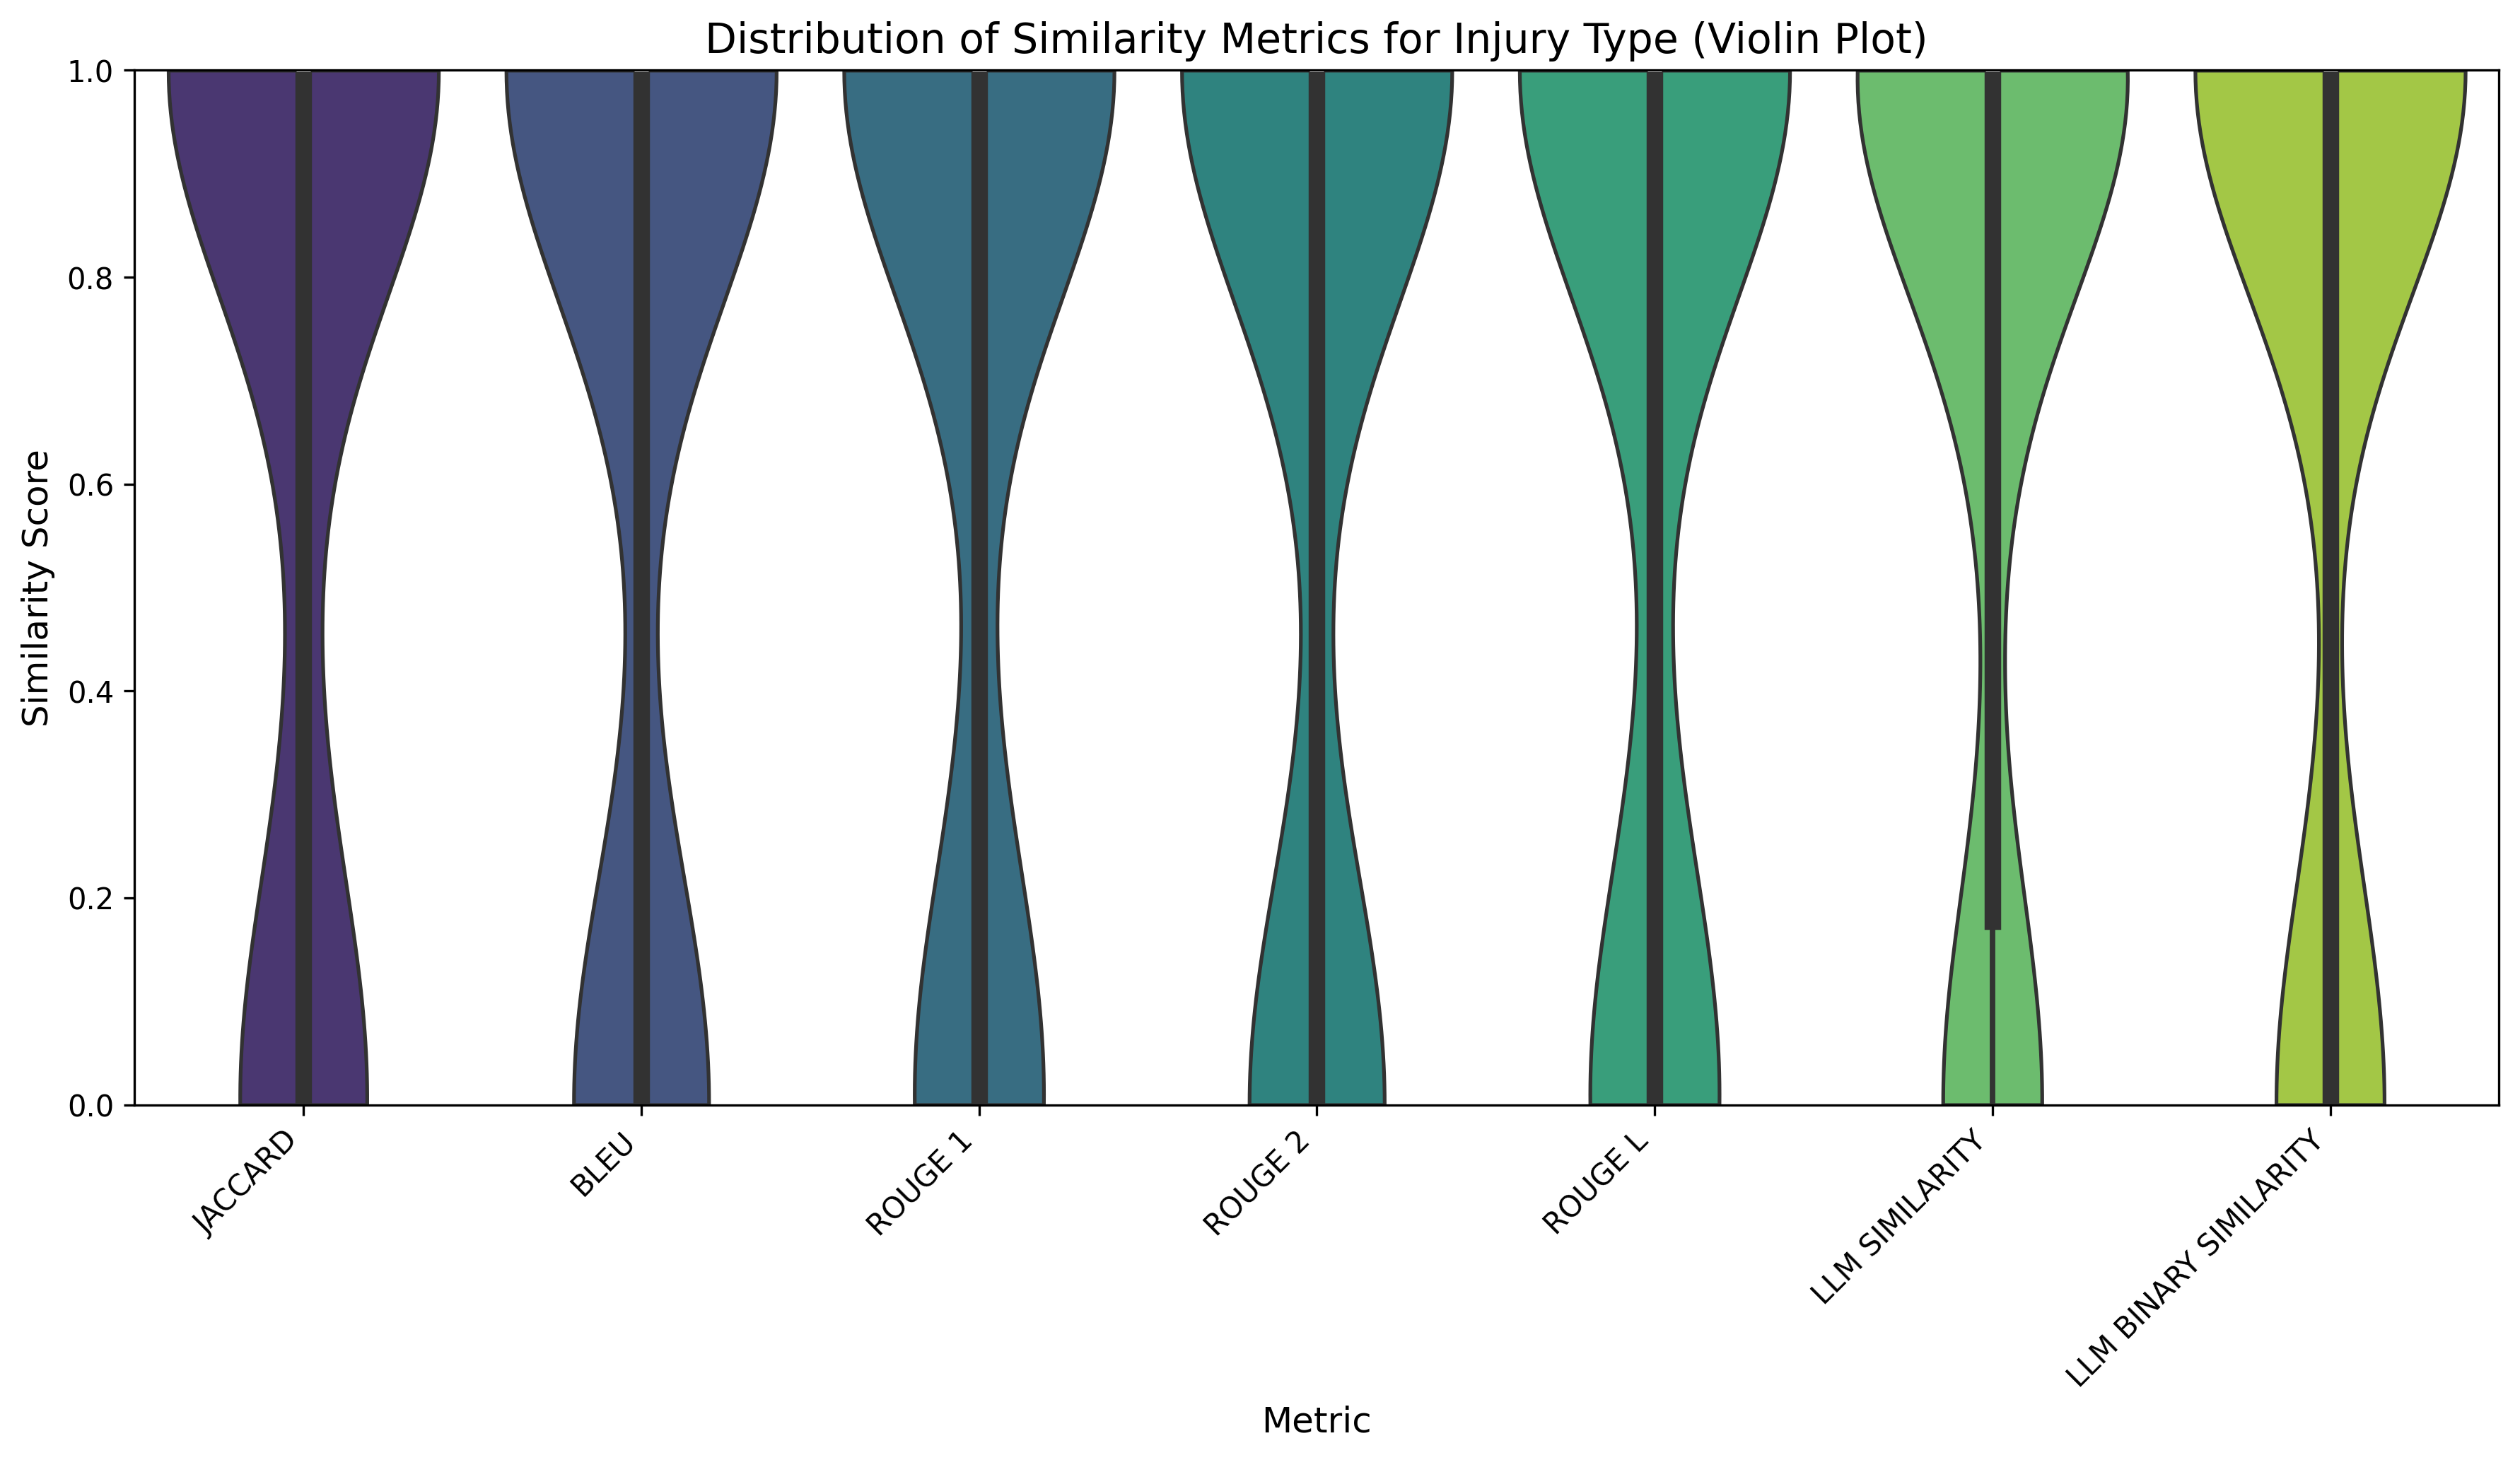 Distribution of Similarity Metrics for Injury Type (Violin Plot)
1.0
0.8
0.6
0.4
0.2
0.0
Similarity Score
JACCARD
BLEU
ROUGE 1
ROUGE 2
ROUGE L
LLM SIMILARITY
LLM BINARY SIMILARITY
Metric